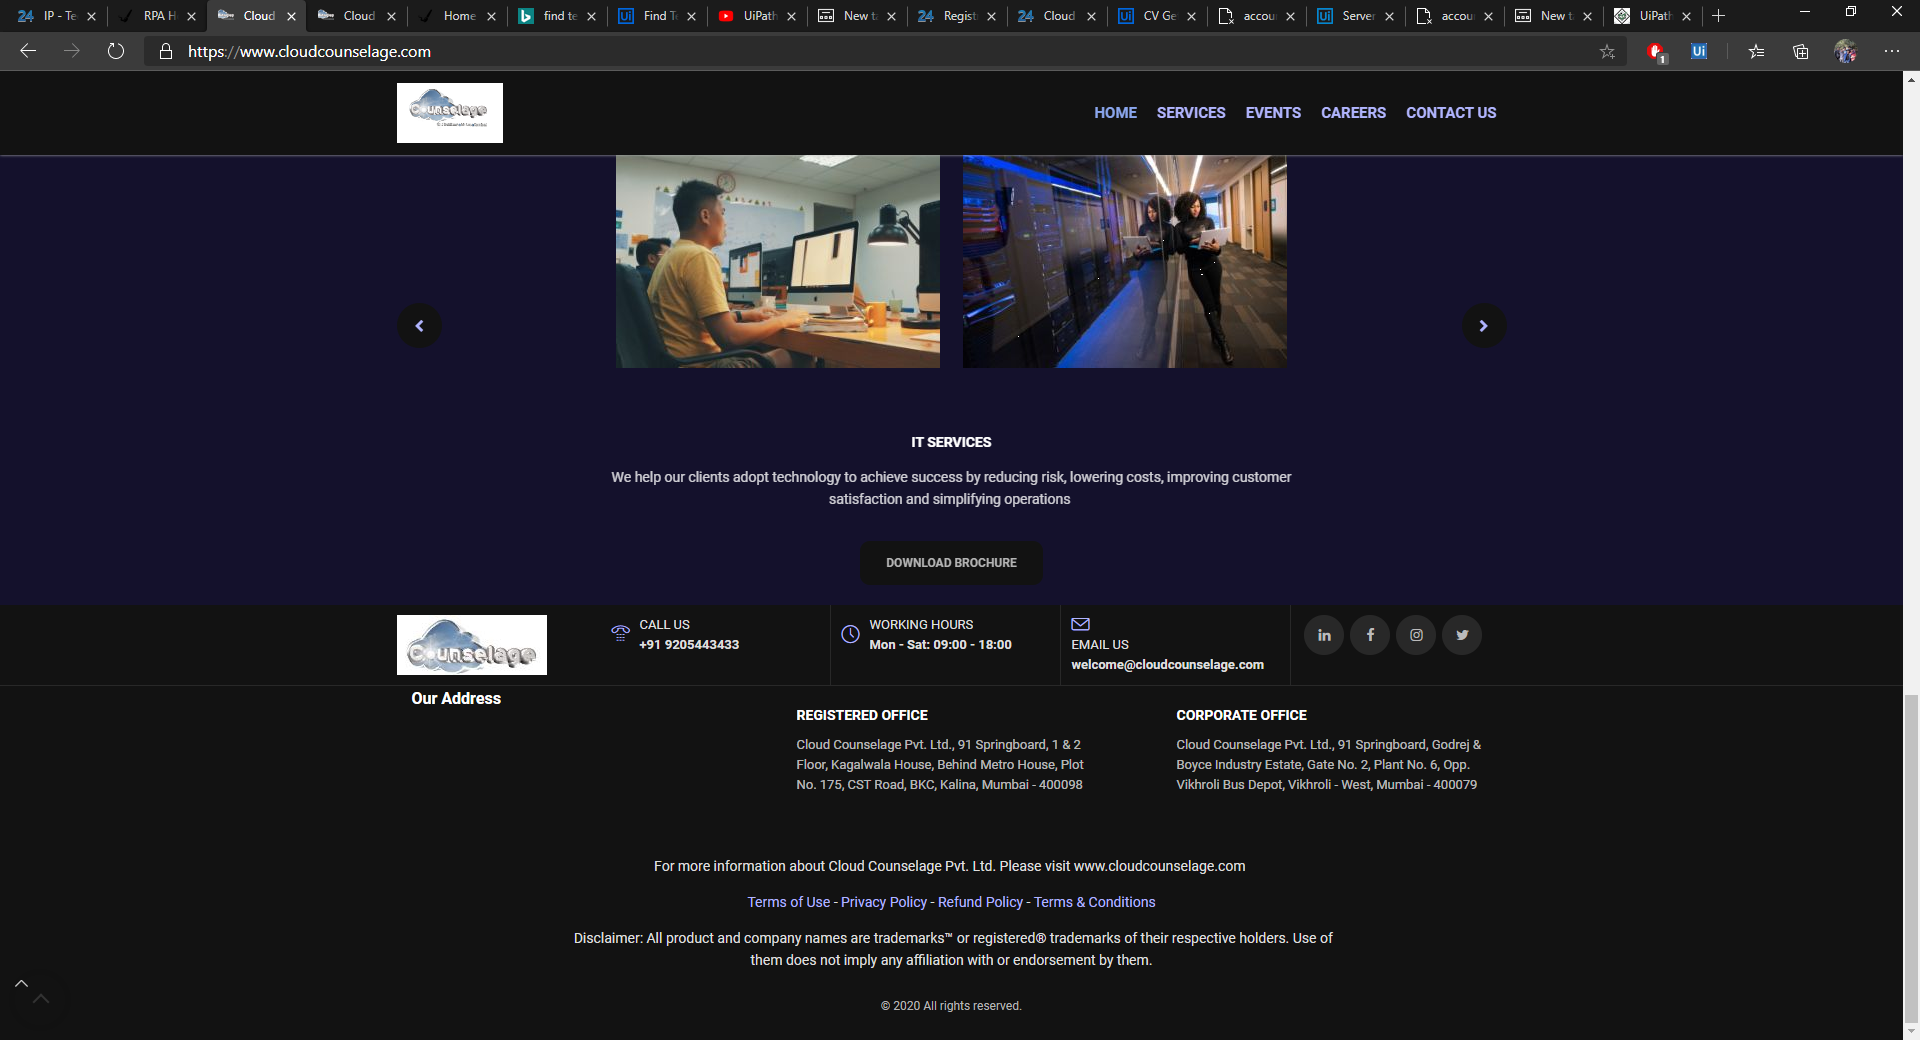 IP - Te
RPA H
Cloud
Cloud
Home
find te
Find Te
UiPath
New ta
Regist
Cloud
CV Ge
accou
Server
accou
New ta
UiPath
https://www.cloudcounselage.com
1
Counselage
HOME
SERVICES
EVENTS
CAREERS
CONTACT US
IT SERVICES
We help our clients adopt technology to achieve success by reducing risk, lowering costs, improving customer
satisfaction and simplifying operations
DOWNLOAD BROCHURE
Counselage
CALL US
+91 9205443433
WORKING HOURS
Mon - Sat: 09:00 - 18:00
EMAIL US
welcome@cloudcounselage.com
Our Address
REGISTERED OFFICE
Cloud Counselage Pvt. Ltd., 91 Springboard, 1 & 2
Floor, Kagalwala House, Behind Metro House, Plot
No. 175, CST Road, BKC, Kalina, Mumbai - 400098
CORPORATE OFFICE
Cloud Counselage Pvt. Ltd., 91 Springboard, Godrej &
Boyce Industry Estate, Gate No. 2, Plant No. 6, Opp.
Vikhroli Bus Depot, Vikhroli - West, Mumbai - 400079
For more information about Cloud Counselage Pvt. Ltd. Please visit www.cloudcounselage.com
Terms of Use - Privacy Policy - Refund Policy - Terms & Conditions
Disclaimer: All product and company names are trademarks™ or registered® trademarks of their respective holders. Use of
them does not imply any affiliation with or endorsement by them.
© 2020 All rights reserved.